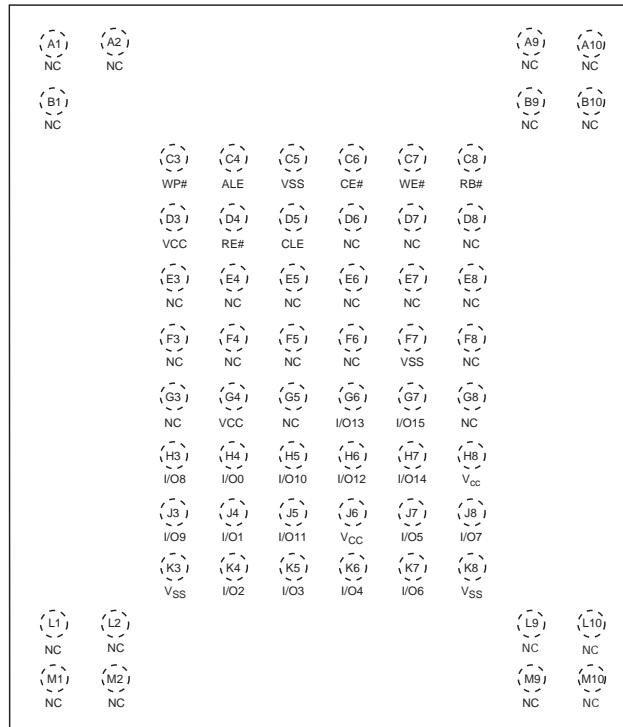 A1 A2 A9 A10
NC NC NC NC
B1 B9 B10
NC NC NC
C3 C4 C5 C6 C7 C8
WP# ALE VSS CE# WE# RB#
D3 D4 D5 D6 D7 D8
VCC RE# CLE NC NC NC
E3 E4 E5 E6 E7 E8
NC NC NC NC NC NC
F3 F4 F5 F6 F7 F8
NC NC NC NC VSS NC
G3 G4 G5 G6 G7 G8
NC VCC NC I/O13 I/O15 NC
H3 H4 H5 H6 H7 H8
I/O8 I/O0 I/O10 I/O12 I/O14 Vcc
J3 J4 J5 J6 J7 J8
I/O9 I/O1 I/O11 VCC I/O5 I/O7
K3 K4 K5 K6 K7 K8
VSS I/O2 I/O3 I/O4 I/O6 VSS
L1 L2 L9 L10
NC NC NC NC
M1 M2 M9 M10
NC NC NC NC